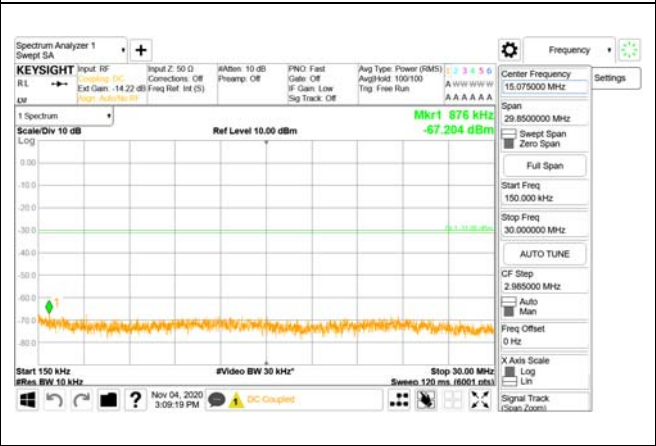 Spectrum Analyzer 1
Swept SA
Frequency
KEYSIGHT
RL
Input: RF
Coupling: DC
Ext Gain: -14.22 dB
Align: Auto/No RF
Input Z: 50 Ω
Corrections: Off
Freq Ref: Int (S)
#Atten: 10 dB
Preamp: Off
PNO: Fast
Gate: Off
IF Gain: Low
Sig Track: Off
Avg Type: Power (RMS)
Avg|Hold: 100/100
Trig: Free Run
1 2 3 4 5 6
A W W W W W
A A A A A A
Center Frequency
15.075000 MHz
Settings
1 Spectrum
Mkr1 876 kHz
Scale/Div 10 dB
Ref Level 10.00 dBm
-67.204 dBm
Log
Span
29.8500000 MHz
Swept Span
Zero Span
Full Span
Start Freq
150.000 kHz
Stop Freq
30.000000 MHz
AUTO TUNE
CF Step
2.985000 MHz
Auto
Man
Freq Offset
0 Hz
X Axis Scale
Log
Lin
Signal Track
(Span Zoom)
0.00
-10.0
-20.0
-30.0
-40.0
-50.0
-60.0
-70.0
-80.0
1
Start 150 kHz
#Video BW 30 kHz*
Stop 30.00 MHz
#Res BW 10 kHz
Sweep 120 ms (6001 pts)
Nov 04, 2020
3:09:19 PM
DC Coupled